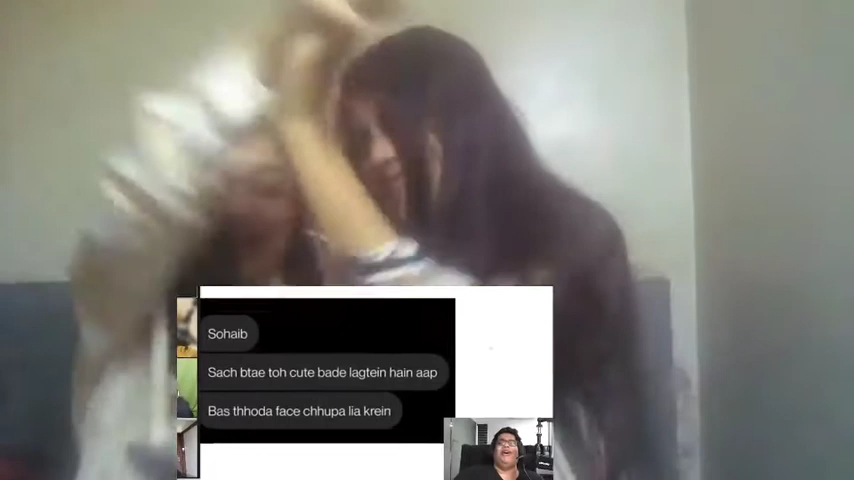 Sohaib
Sach btae toh cute bade lagtein hain aap
Bas thhoda face chhupa lia krein